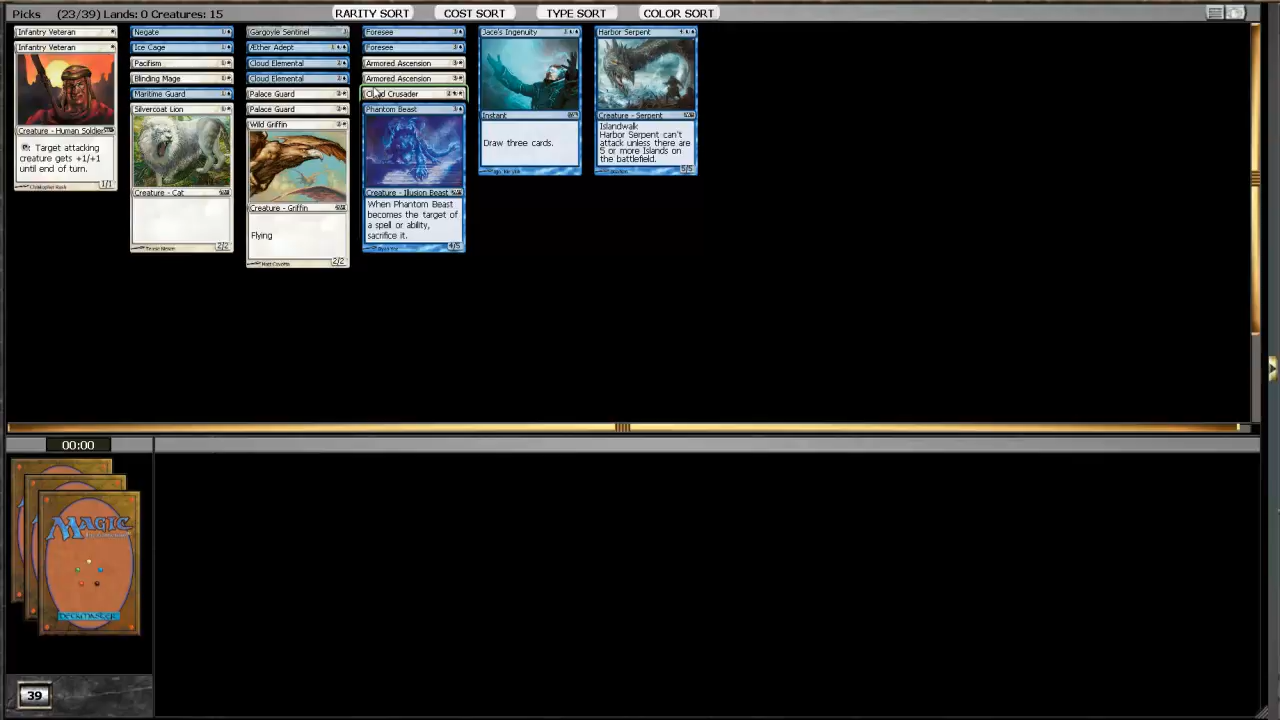 Picks (23/39) Lands: 0 Creatures: 15
RARITY SORT
COST SORT
TYPE SORT
COLOR SORT
Infantry Veteran
Infantry Veteran
Creature - Human Soldier
: Target attacking
creature gets +1/+1
until end of turn.
1/1
Negate
Ice Cage
Pacifism
Blinding Mage
Maritime Guard
Silvercoat Lion
Creature - Cat
2/2
Gargoyle Sentinel
Æther Adept
Cloud Elemental
Cloud Elemental
Palace Guard
Palace Guard
Wild Griffin
Creature - Griffin
Flying
2/2
Foresee
Foresee
Armored Ascension
Armored Ascension
Cloud Crusader
Phantom Beast
Creature - Illusion Beast
When Phantom Beast
becomes the target of
a spell or ability,
sacrifice it.
4/5
Jace's Ingenuity
Instant
Draw three cards.
Harbor Serpent
Creature - Serpent
Islandwalk
Harbor Serpent can't
attack unless there are
5 or more Islands on
the battlefield.
5/5
00:00
MAGIC
DECKMASTER
39